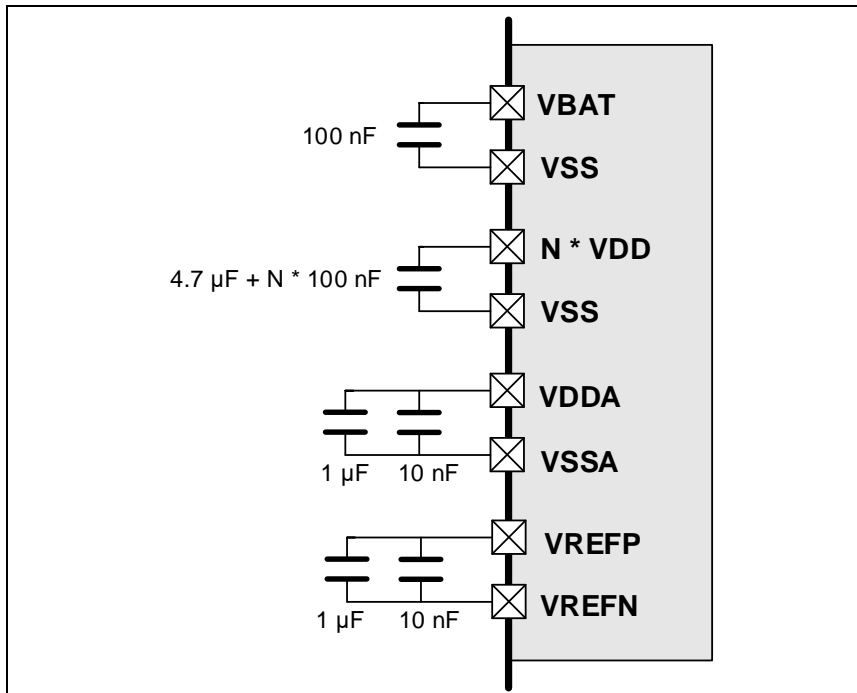 VBAT
100 nF
VSS
N * VDD
4.7 µF + N * 100 nF
VSS
VDDA
1 µF 10 nF
VSSA
VREFP
VREFN
1 µF 10 nF